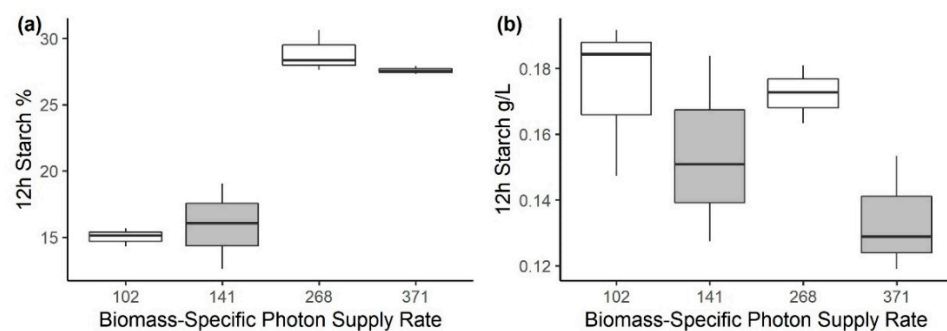 (a)
12h Starch %
30
25
20
15
102 141 268 371
Biomass-Specific Photon Supply Rate
(b)
12h Starch g/L
0.18
0.16
0.14
0.12
102 141 268 371
Biomass-Specific Photon Supply Rate